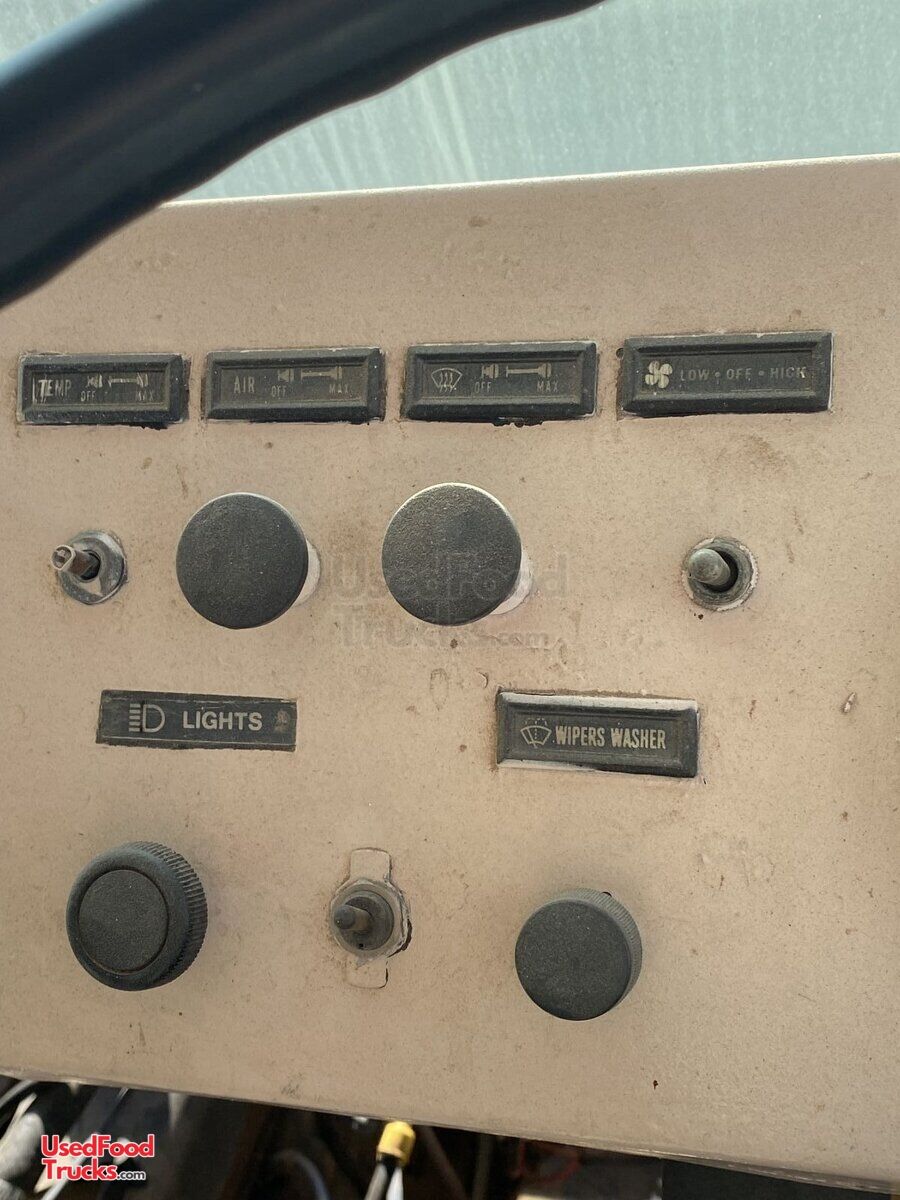 TEMP OFF MAX
AIR OFF MAX
OFF MAX
LOW • OFF • HIGH
UsedFood
Trucks.com
LIGHTS
WIPERS WASHER
UsedFood
Trucks.com